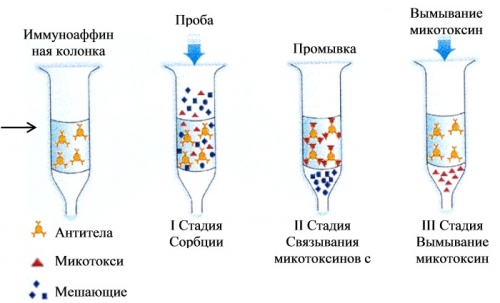 Иммуноаффин
ная колонка
Проба
Промывка
Вымывание
микотоксин
I Стадия
Сорбции
II Стадия
Связывания
микотоксинов с
III Стадия
Вымывание
микотоксин
Антитела
Микотокси
Мешающие